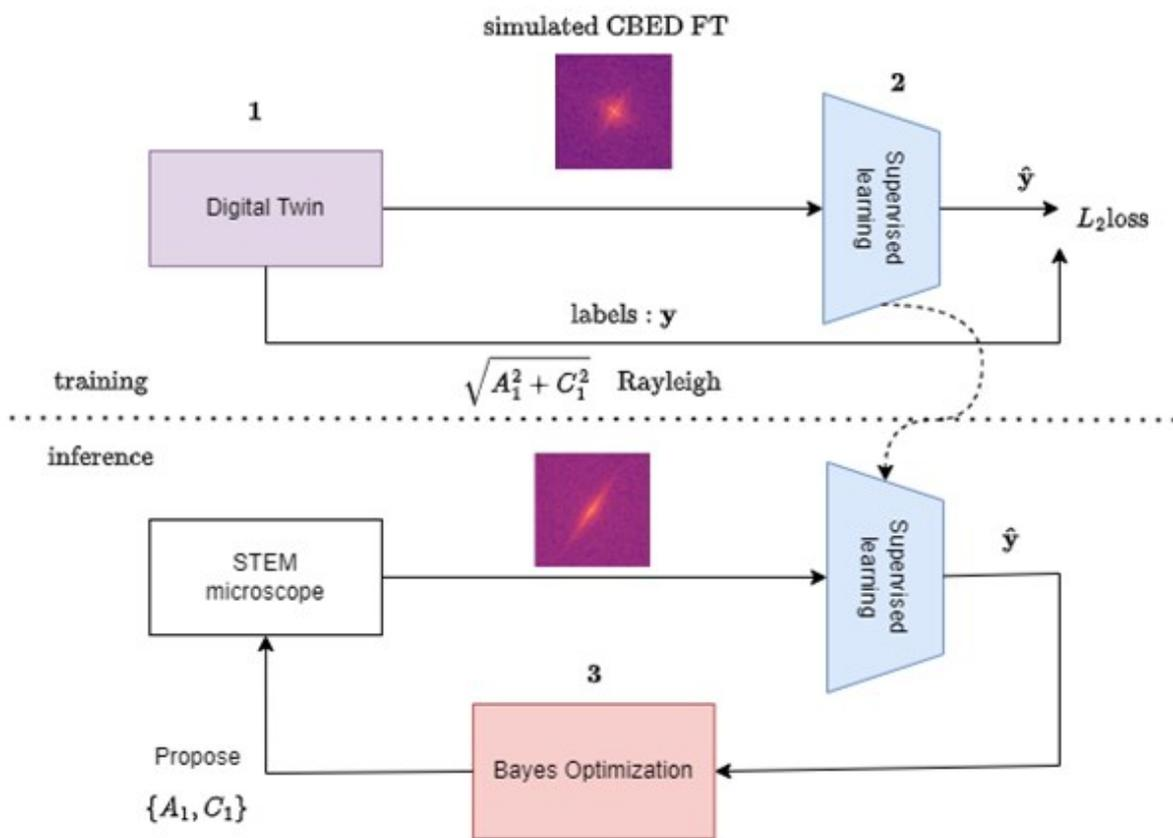 simulated CBED FT
1
2
Digital Twin
Supervised
learning
ŷ
L₂loss
labels : y
training
√(A₁² + C₁²) Rayleigh
inference
STEM
microscope
Supervised
learning
ŷ
3
Propose
{A₁, C₁}
Bayes Optimization